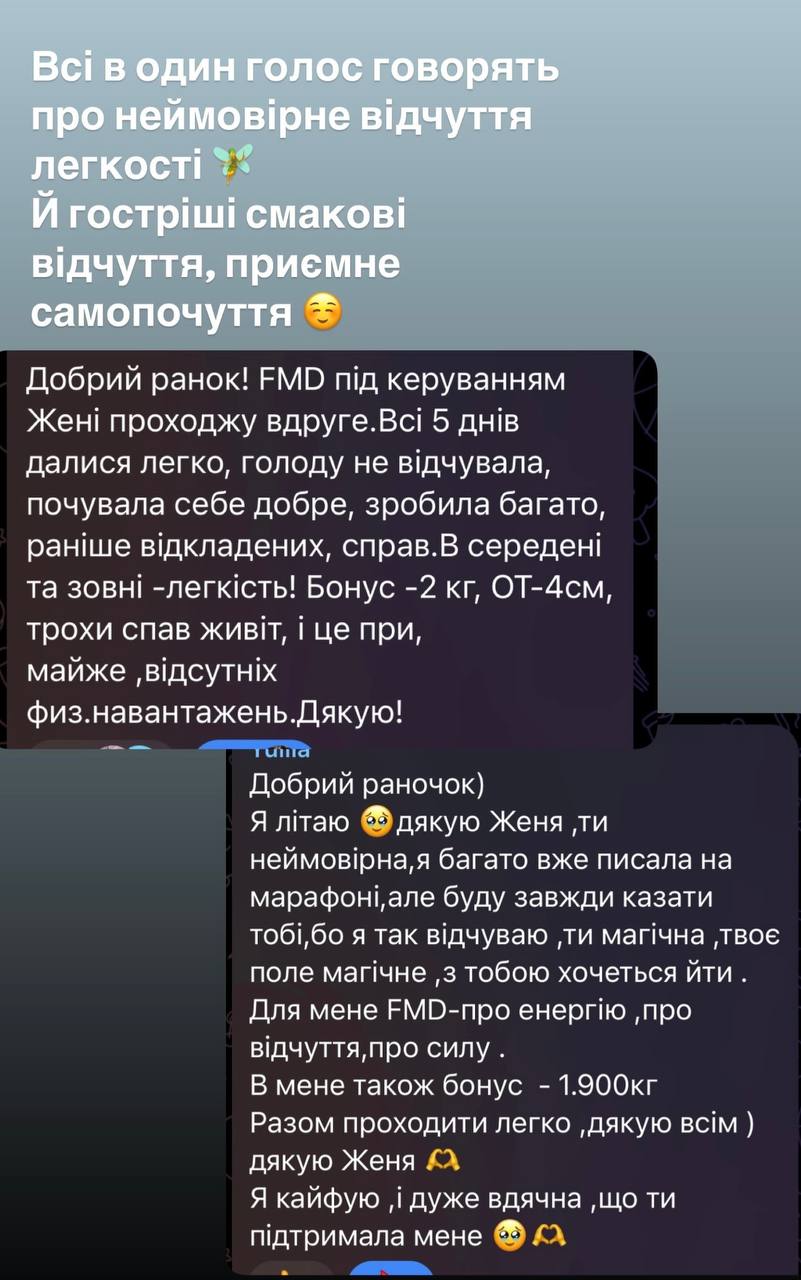 Всі в один голос говорять
про неймовірне відчуття
легкості 🧚
Й гостріші смакові
відчуття, приємне
самопочуття ☺️
Добрий ранок! FMD під керуванням
Жені проходжу вдруге.Всі 5 днів
далися легко, голоду не відчувала,
почувала себе добре, зробила багато,
раніше відкладених, справ.В середені
та зовні -легкість! Бонус -2 кг, ОТ-4см,
трохи спав живіт, і це при,
майже ,відсутніх
физ.навантажень.Дякую!
Yuliia
Добрий раночок)
Я літаю 🥹дякую Женя ,ти
неймовірна,я багато вже писала на
марафоні,але буду завжди казати
тобі,бо я так відчуваю ,ти магічна ,твоє
поле магічне ,з тобою хочеться йти .
Для мене FMD-про енергію ,про
відчуття,про силу .
В мене також бонус - 1.900кг
Разом проходити легко ,дякую всім )
дякую Женя 🫶
Я кайфую ,і дуже вдячна ,що ти
підтримала мене 🥹🫶